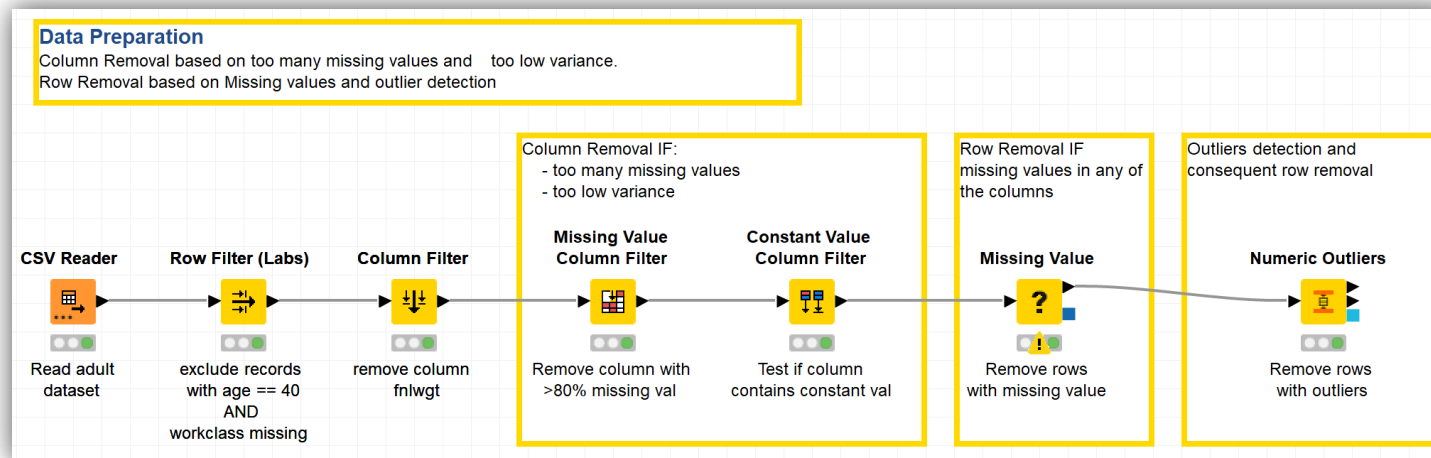 Data Preparation
Column Removal based on too many missing values and too low variance.
Row Removal based on Missing values and outlier detection
Column Removal IF:
- too many missing values
- too low variance
Row Removal IF
missing values in any of
the columns
Outliers detection and
consequent row removal
CSV Reader
Read adult
dataset
Row Filter (Labs)
exclude records
with age == 40
AND
workclass missing
Column Filter
remove column
fnlwgt
Missing Value
Column Filter
Remove column with
>80% missing val
Constant Value
Column Filter
Test if column
contains constant val
Missing Value
?
!
Remove rows
with missing value
Numeric Outliers
Remove rows
with outliers